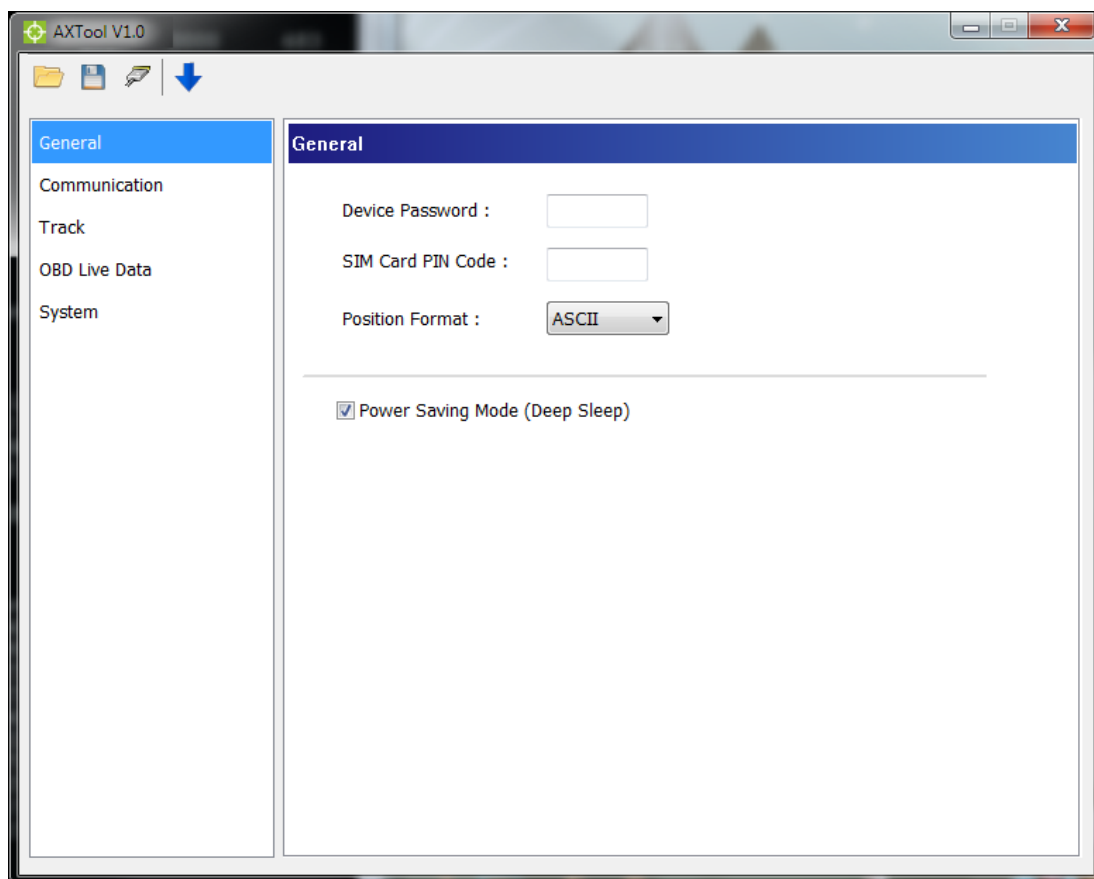 AXTool V1.0
General
Communication
Track
OBD Live Data
System
General
Device Password :
SIM Card PIN Code :
Position Format :
ASCII
Power Saving Mode (Deep Sleep)